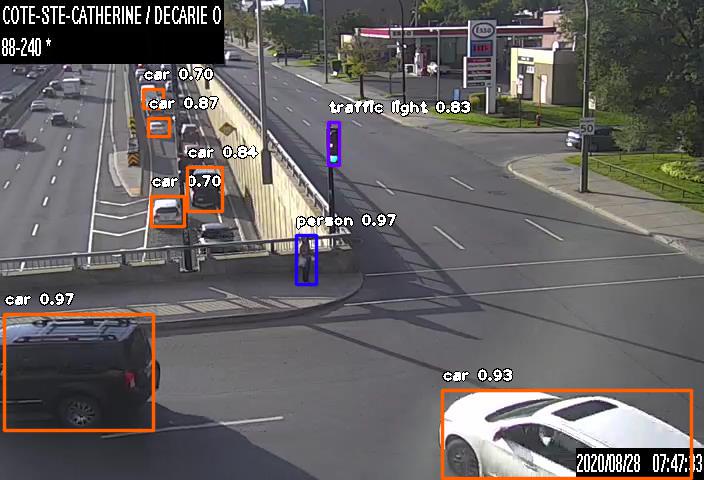 COTE-STE-CATHERINE / DECARIE O
88-240 *
car 0.70
car 0.87
traffic light 0.83
Esso
car 0.84
car 0.70
person 0.97
car 0.97
car 0.93
2020/08/28 07:47:33